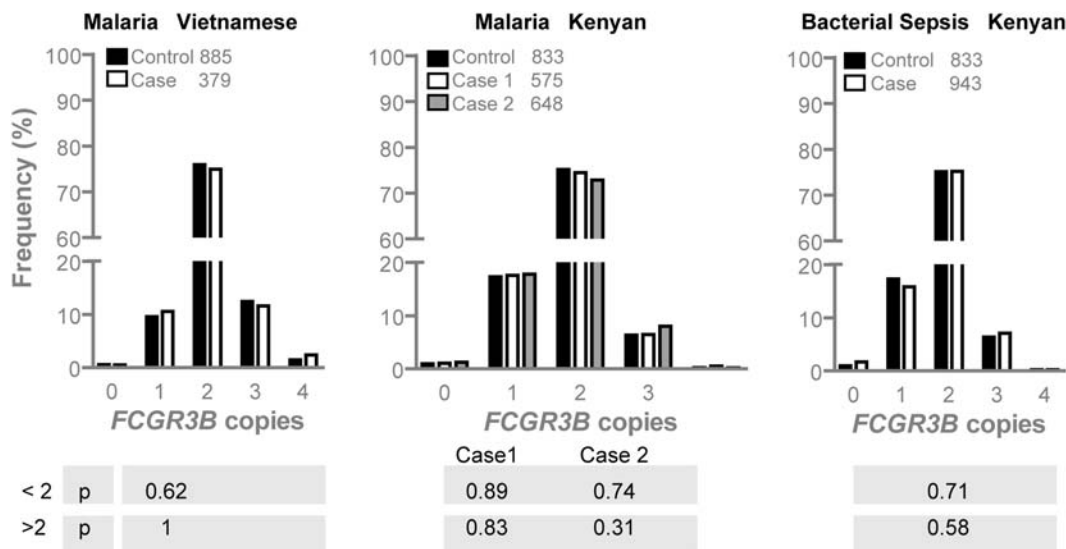 Malaria Vietnamese
Malaria Kenyan
Bacterial Sepsis Kenyan
Frequency (%)
100
90
80
70
60
20
10
0
Control 885
Case 379
0 1 2 3 4
FCGR3B copies
100
90
80
70
60
20
10
0
Control 833
Case 1 575
Case 2 648
0 1 2 3
FCGR3B copies
100
90
80
70
60
20
10
0
Control 833
Case 943
0 1 2 3 4
FCGR3B copies
Case1 Case 2
< 2 p 0.62 0.89 0.74 0.71
>2 p 1 0.83 0.31 0.58